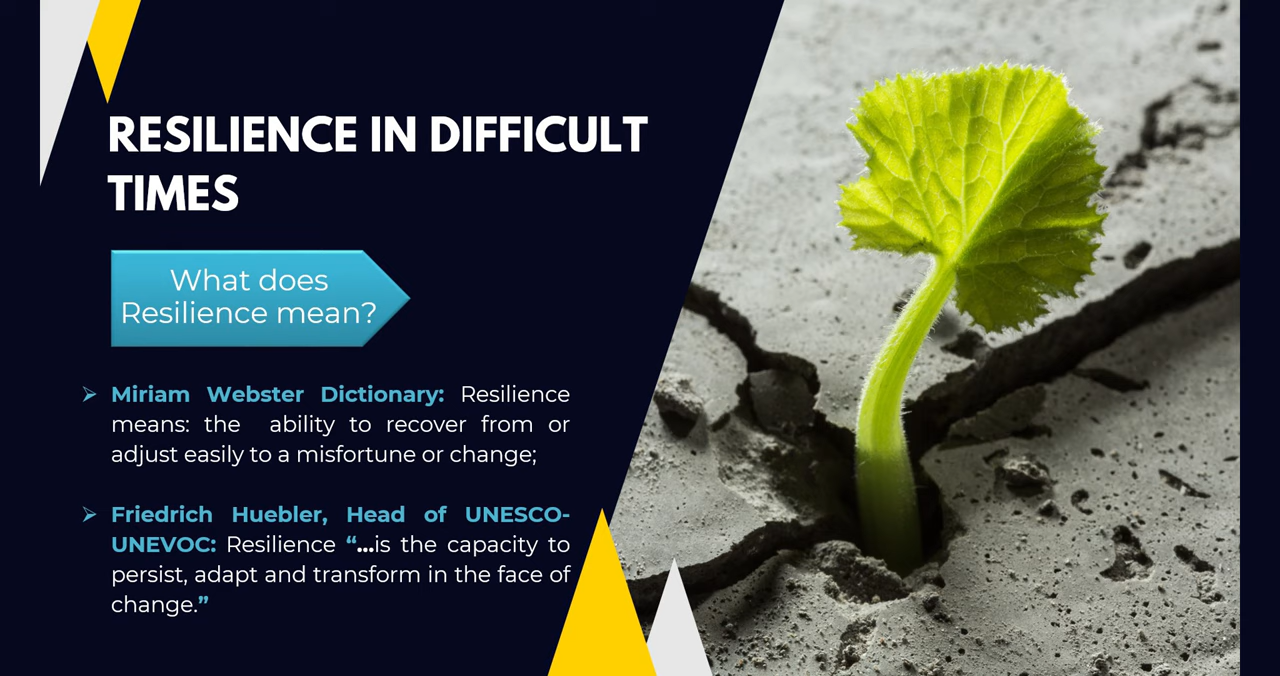 RESILIENCE IN DIFFICULT
TIMES
What does
Resilience mean?
➢ Miriam Webster Dictionary: Resilience
means: the ability to recover from or
adjust easily to a misfortune or change;
➢ Friedrich Huebler, Head of UNESCO-
UNEVOC: Resilience “...is the capacity to
persist, adapt and transform in the face of
change.”